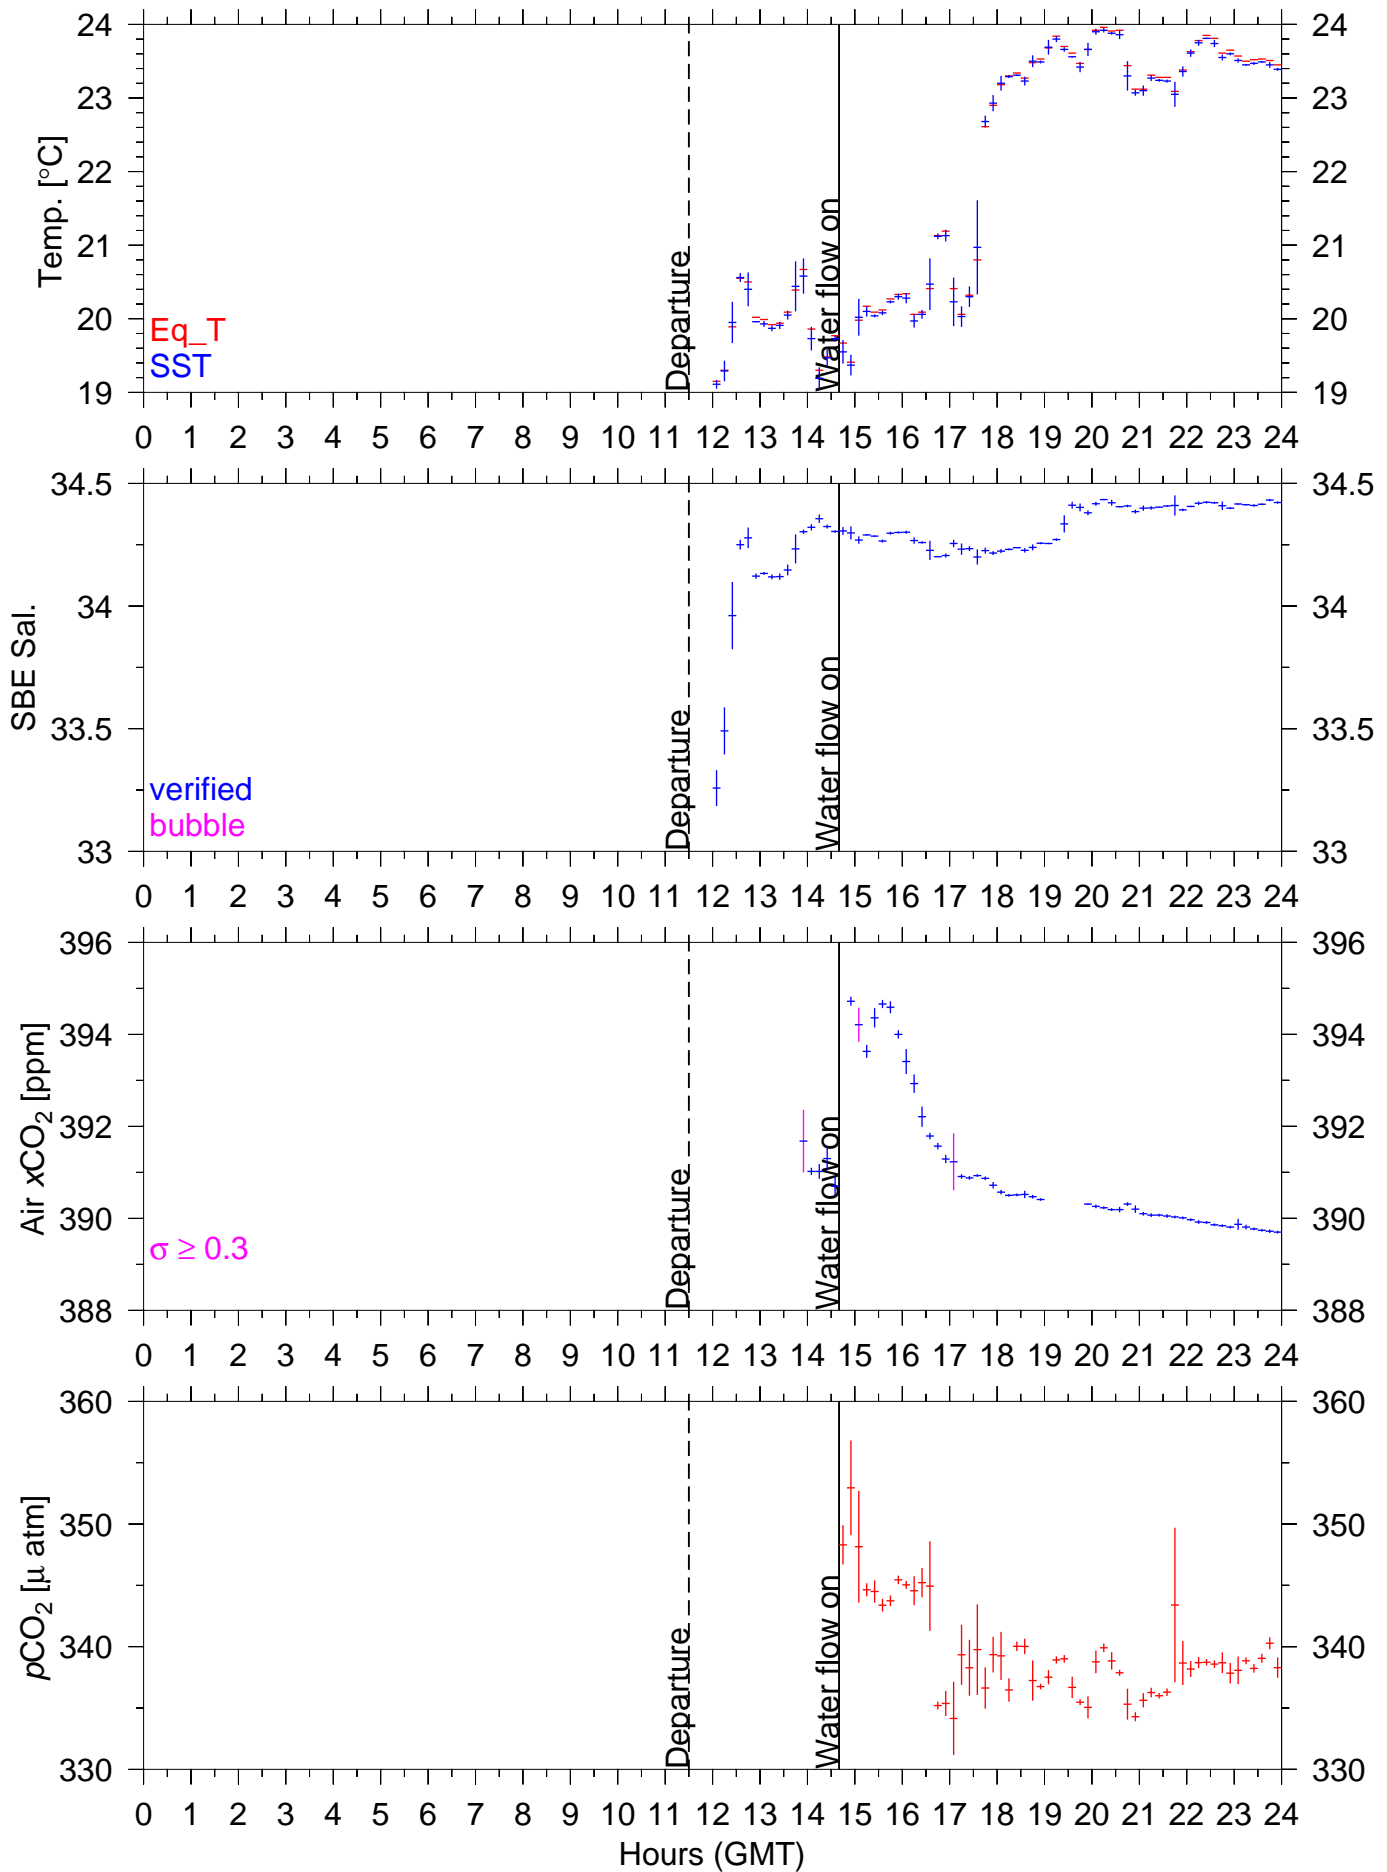 24 24
23 23
22 22
21 21
20 20
19 19
Temp. [°C]
Eq_T
SST
Departure
Water flow on
0 1 2 3 4 5 6 7 8 9 10 11 12 13 14 15 16 17 18 19 20 21 22 23 24
34.5 34.5
34 34
33.5 33.5
33 33
SBE Sal.
verified
bubble
Departure
Water flow on
0 1 2 3 4 5 6 7 8 9 10 11 12 13 14 15 16 17 18 19 20 21 22 23 24
396 396
394 394
392 392
390 390
388 388
Air xCO₂ [ppm]
σ ≥ 0.3
Departure
Water flow on
0 1 2 3 4 5 6 7 8 9 10 11 12 13 14 15 16 17 18 19 20 21 22 23 24
360 360
350 350
340 340
330 330
pCO₂ [μ atm]
Departure
Water flow on
0 1 2 3 4 5 6 7 8 9 10 11 12 13 14 15 16 17 18 19 20 21 22 23 24
Hours (GMT)